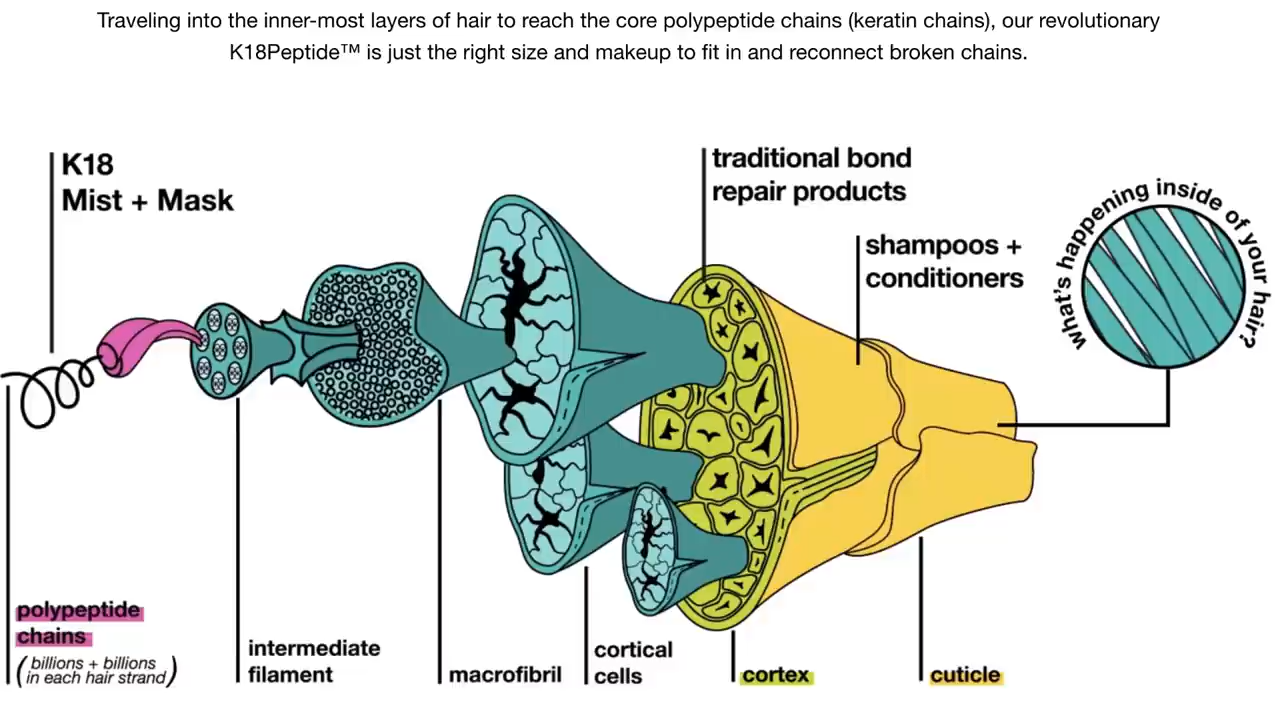 Traveling into the inner-most layers of hair to reach the core polypeptide chains (keratin chains), our revolutionary
K18Peptide™ is just the right size and makeup to fit in and reconnect broken chains.
K18
Mist + Mask
traditional bond
repair products
shampoos +
conditioners
what's happening inside of your hair?
polypeptide
chains
(billions + billions
in each hair strand)
intermediate
filament
macrofibril
cortical
cells
cortex
cuticle